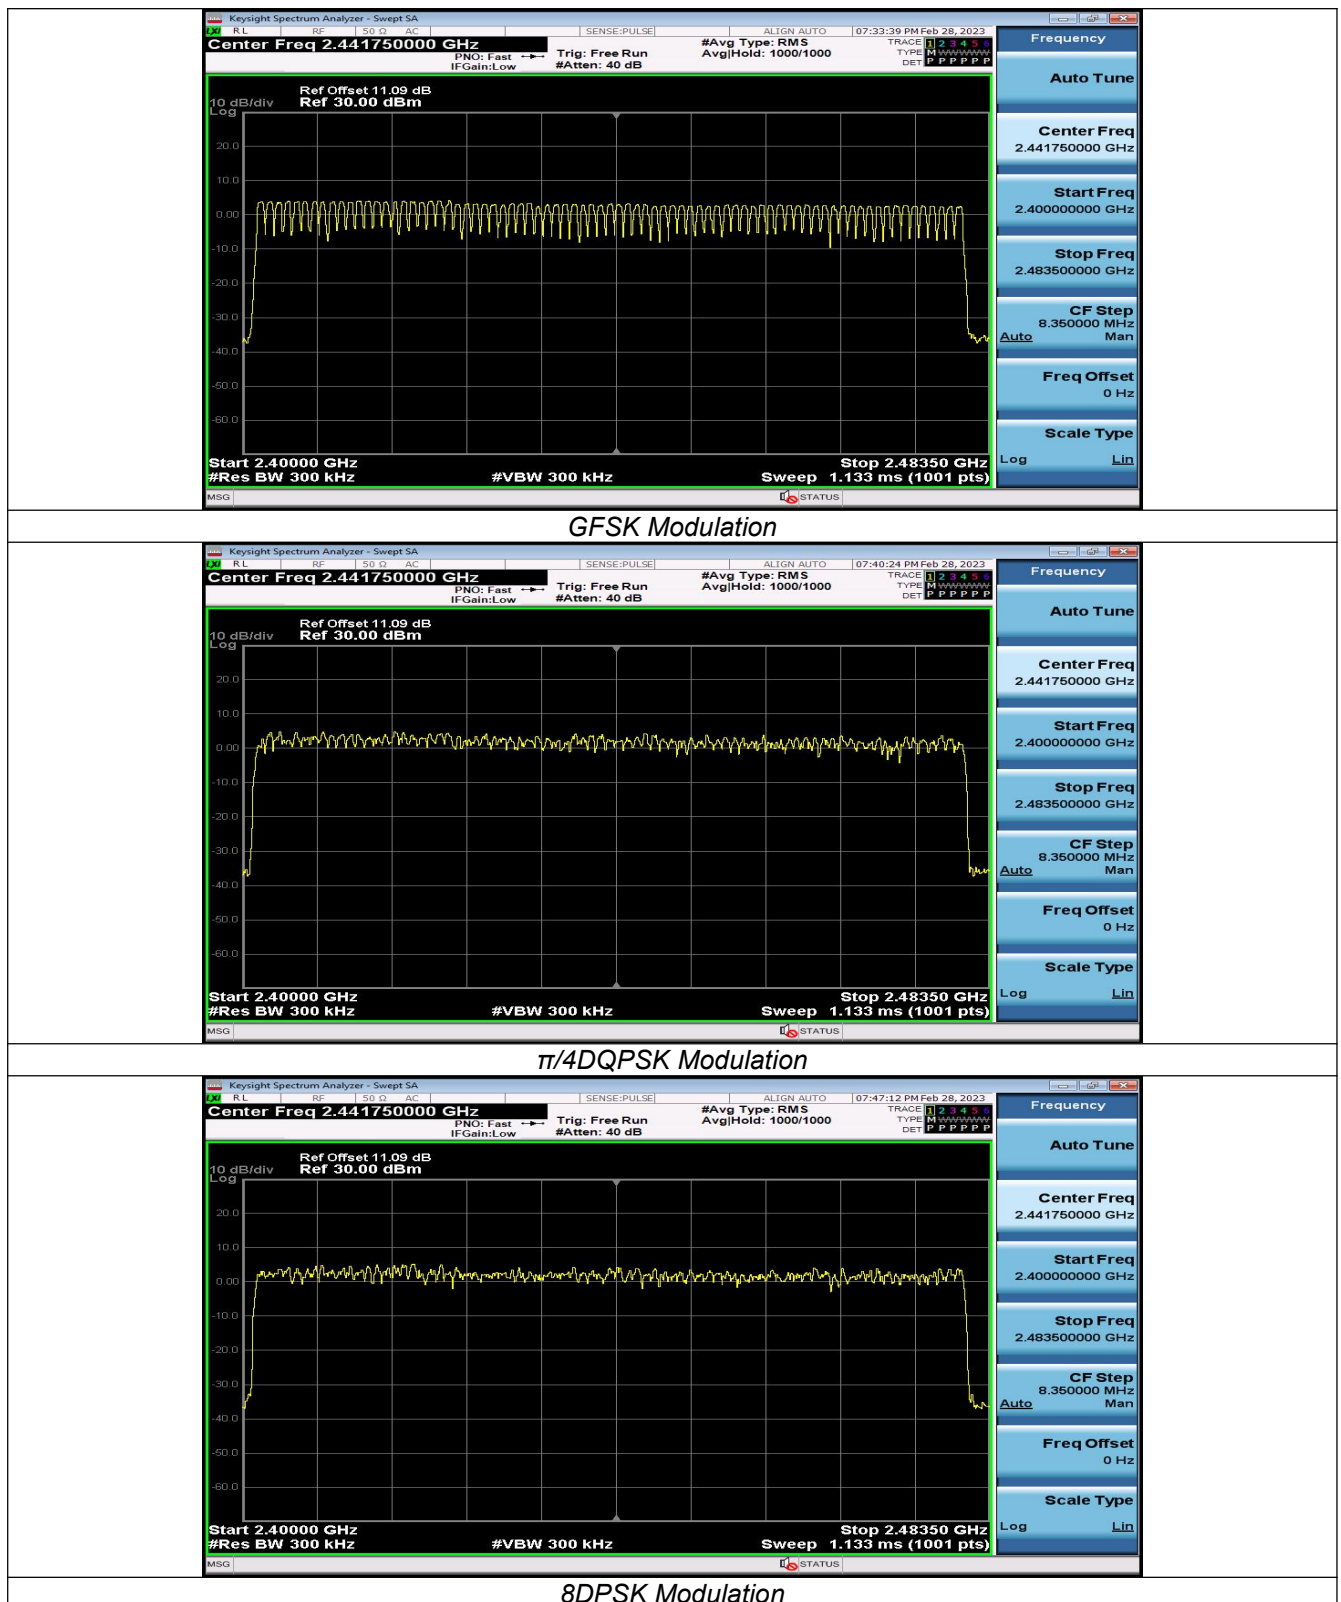 Keysight Spectrum Analyzer - Swept SA
LXI RL RF 50 Ω AC SENSE:PULSE ALIGN AUTO 07:33:39 PM Feb 28, 2023
Center Freq 2.441750000 GHz #Avg Type: RMS TRACE 1 2 3 4 5 6
PNO: Fast Trig: Free Run Avg|Hold: 1000/1000 TYPE M WWWWW
IFGain:Low #Atten: 40 dB DET P P P P P P
Ref Offset 11.09 dB
10 dB/div Ref 30.00 dBm
Log
20.0
10.0
0.00
-10.0
-20.0
-30.0
-40.0
-50.0
-60.0
Start 2.40000 GHz Stop 2.48350 GHz
#Res BW 300 kHz #VBW 300 kHz Sweep 1.133 ms (1001 pts)
MSG STATUS
Frequency
Auto Tune
Center Freq
2.441750000 GHz
Start Freq
2.400000000 GHz
Stop Freq
2.483500000 GHz
CF Step
8.350000 MHz
Auto Man
Freq Offset
0 Hz
Scale Type
Log Lin
GFSK Modulation
Keysight Spectrum Analyzer - Swept SA
LXI RL RF 50 Ω AC SENSE:PULSE ALIGN AUTO 07:40:24 PM Feb 28, 2023
Center Freq 2.441750000 GHz #Avg Type: RMS TRACE 1 2 3 4 5 6
PNO: Fast Trig: Free Run Avg|Hold: 1000/1000 TYPE M WWWWW
IFGain:Low #Atten: 40 dB DET P P P P P P
Ref Offset 11.09 dB
10 dB/div Ref 30.00 dBm
Log
20.0
10.0
0.00
-10.0
-20.0
-30.0
-40.0
-50.0
-60.0
Start 2.40000 GHz Stop 2.48350 GHz
#Res BW 300 kHz #VBW 300 kHz Sweep 1.133 ms (1001 pts)
MSG STATUS
Frequency
Auto Tune
Center Freq
2.441750000 GHz
Start Freq
2.400000000 GHz
Stop Freq
2.483500000 GHz
CF Step
8.350000 MHz
Auto Man
Freq Offset
0 Hz
Scale Type
Log Lin
π/4DQPSK Modulation
Keysight Spectrum Analyzer - Swept SA
LXI RL RF 50 Ω AC SENSE:PULSE ALIGN AUTO 07:47:12 PM Feb 28, 2023
Center Freq 2.441750000 GHz #Avg Type: RMS TRACE 1 2 3 4 5 6
PNO: Fast Trig: Free Run Avg|Hold: 1000/1000 TYPE M WWWWW
IFGain:Low #Atten: 40 dB DET P P P P P P
Ref Offset 11.09 dB
10 dB/div Ref 30.00 dBm
Log
20.0
10.0
0.00
-10.0
-20.0
-30.0
-40.0
-50.0
-60.0
Start 2.40000 GHz Stop 2.48350 GHz
#Res BW 300 kHz #VBW 300 kHz Sweep 1.133 ms (1001 pts)
MSG STATUS
Frequency
Auto Tune
Center Freq
2.441750000 GHz
Start Freq
2.400000000 GHz
Stop Freq
2.483500000 GHz
CF Step
8.350000 MHz
Auto Man
Freq Offset
0 Hz
Scale Type
Log Lin
8DPSK Modulation